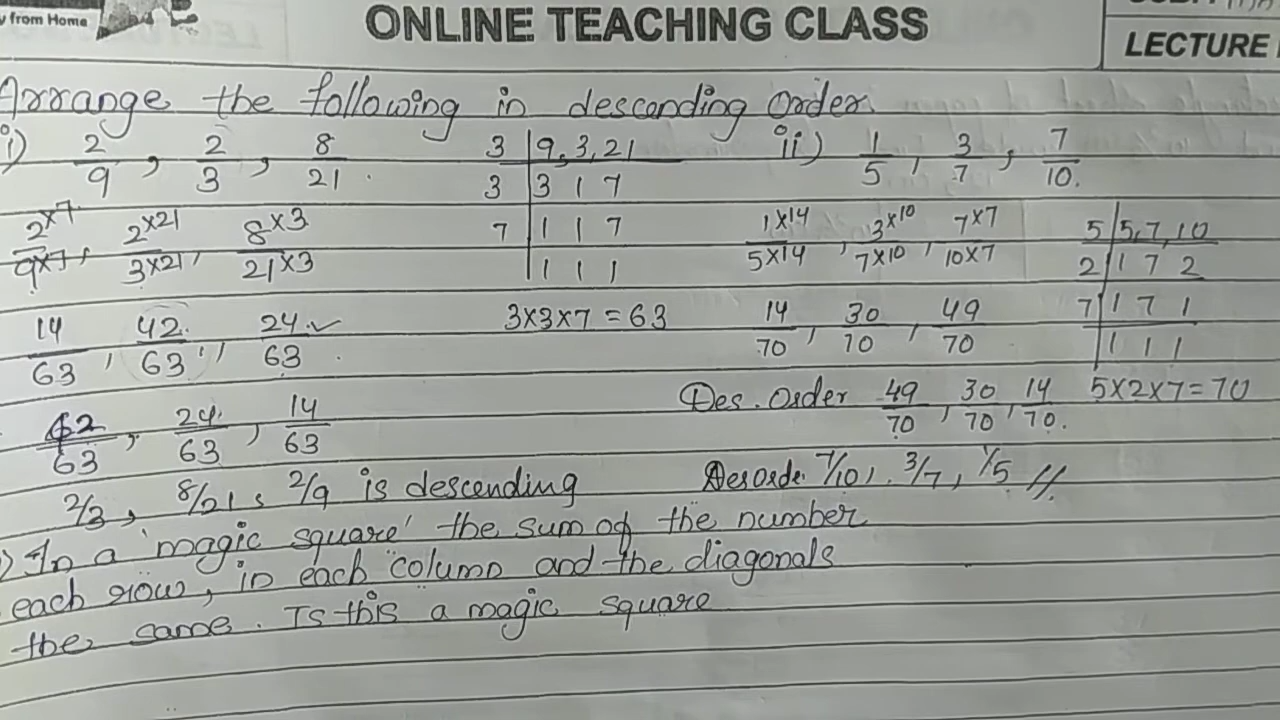 y from Home
ONLINE TEACHING CLASS
LECTURE
Arrange the following in descending Order.
i) 2/9, 2/3, 8/21.
3 | 9, 3, 21
3 | 3 1 7
7 | 1 1 7
1 1 1
3×3×7 = 63
2×7/9×7, 2×21/3×21, 8×3/21×3
14/63, 42/63, 24/63.
62/63, 24/63, 14/63
2/3, 8/21, 2/9 is descending
ii) 1/5, 3/7, 7/10.
1×14/5×14, 3×10/7×10, 7×7/10×7
5 | 5, 7, 10
2 | 1 7 2
7 | 1 7 1
1 1 1
5×2×7 = 70
14/70, 30/70, 49/70
Des. Order 49/70, 30/70, 14/70.
7/10, 3/7, 1/5 //
) In a 'magic square' the sum of the number
each row, in each column and the diagonals
the same. Is this a magic square